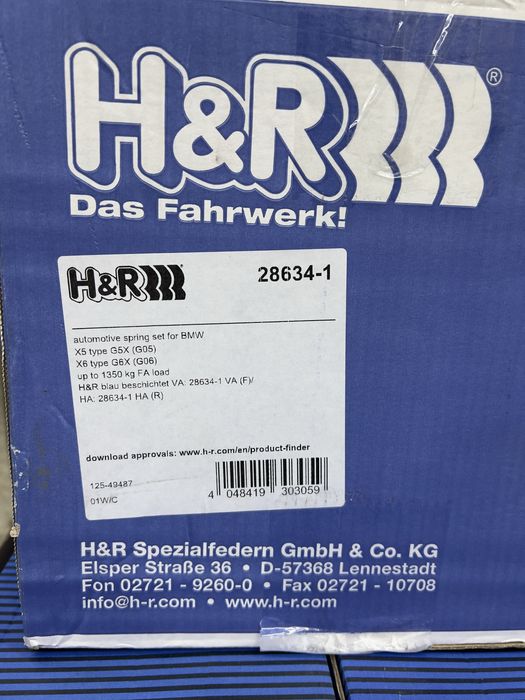 H&R®
Das Fahrwerk!
H&R® 28634-1
automotive spring set for BMW
X5 type G5X (G05)
X6 type G6X (G06)
up to 1350 kg FA load
H&R blau beschichtet VA: 28634-1 VA (F)/
HA: 28634-1 HA (R)
download approvals: www.h-r.com/en/product-finder
125-49487
01W/C
4 048419 303059
H&R Spezialfedern GmbH & Co. KG
Elsper Straße 36 • D-57368 Lennestadt
Fon 02721 - 9260-0 • Fax 02721 - 10708
info@h-r.com • www.h-r.com